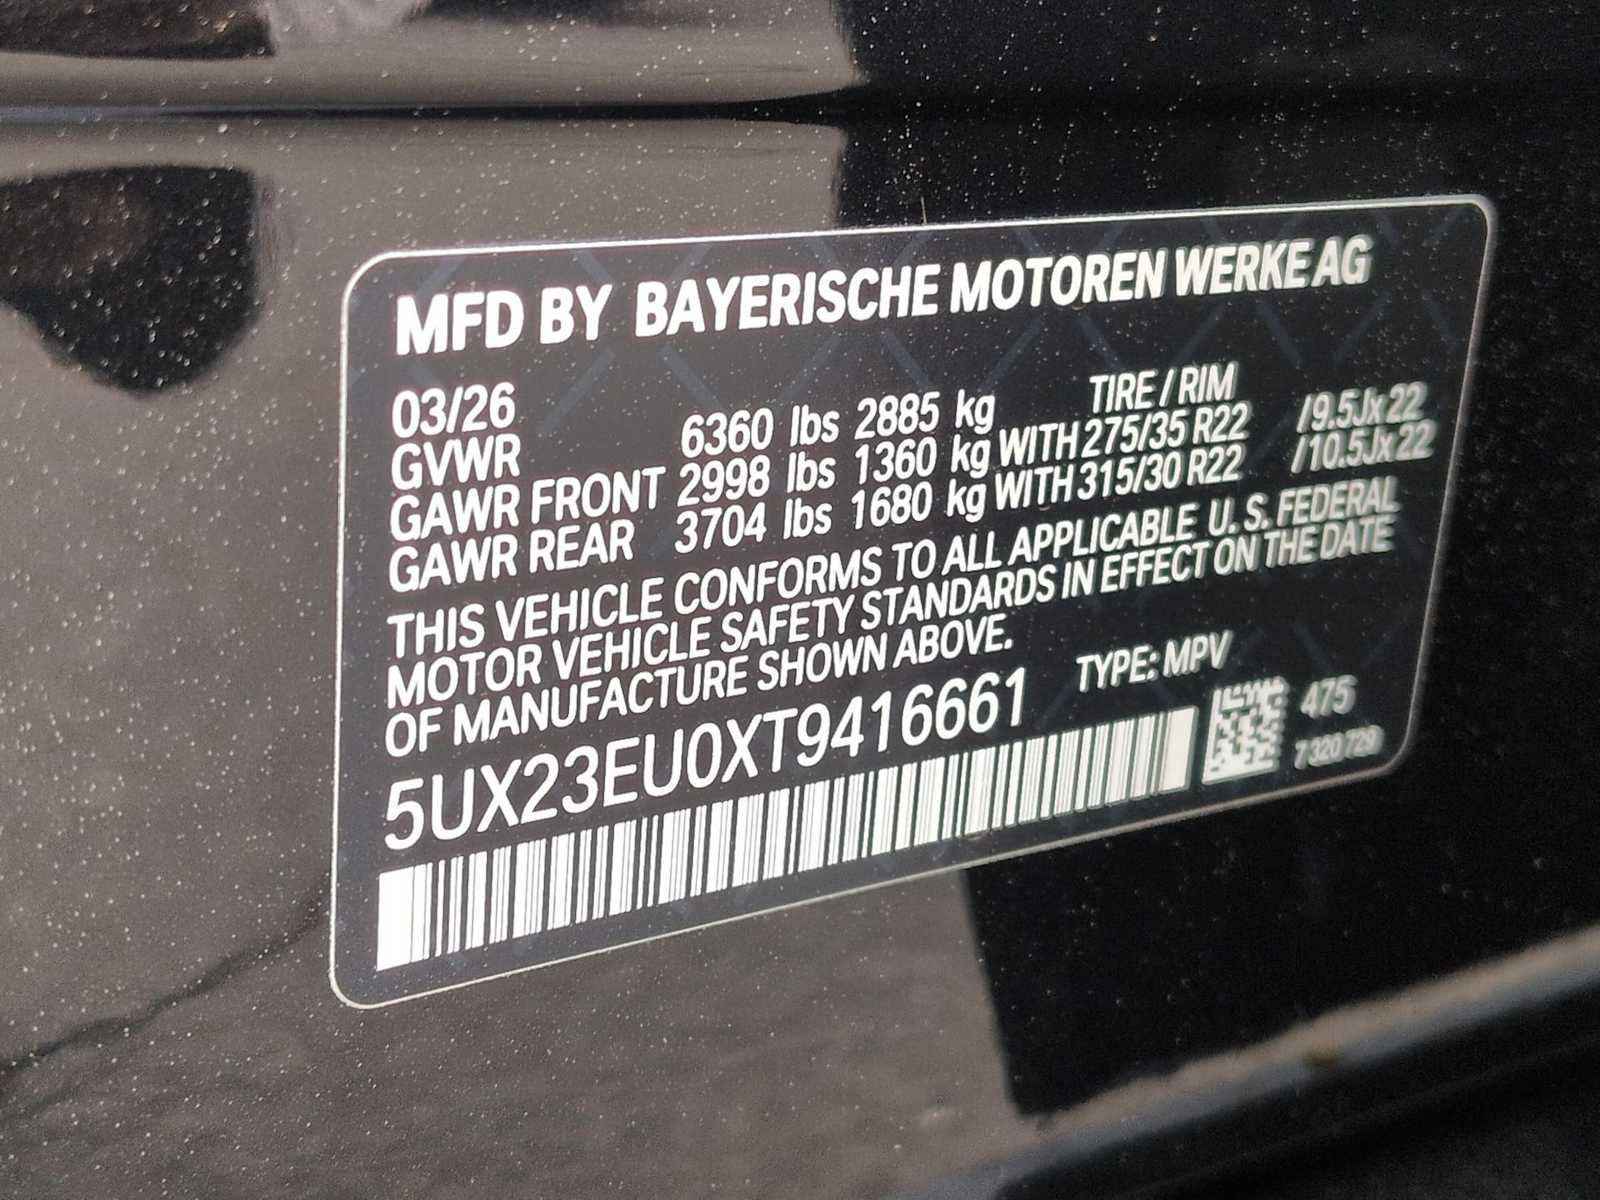 MFD BY BAYERISCHE MOTOREN WERKE AG
03/26 TIRE / RIM
GVWR 6360 lbs 2885 kg
GAWR FRONT 2998 lbs 1360 kg WITH 275/35 R22 /9.5Jx22
GAWR REAR 3704 lbs 1680 kg WITH 315/30 R22 /10.5Jx22
THIS VEHICLE CONFORMS TO ALL APPLICABLE U.S. FEDERAL
MOTOR VEHICLE SAFETY STANDARDS IN EFFECT ON THE DATE
OF MANUFACTURE SHOWN ABOVE.
5UX23EU0XT9416661 TYPE: MPV
475
7320729